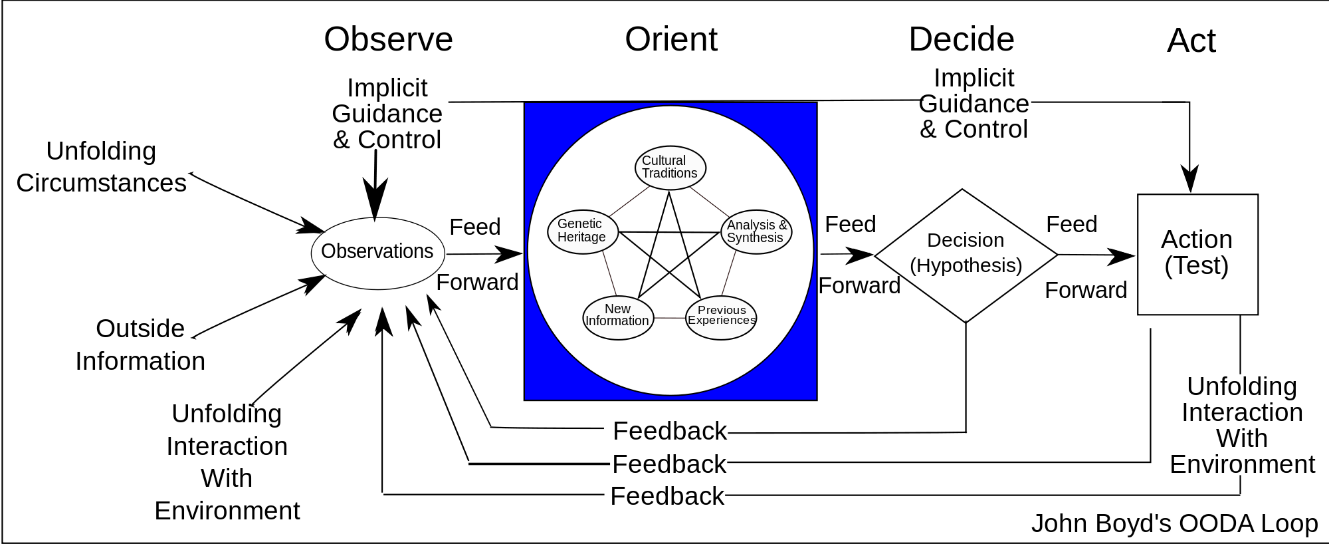 Observe
Orient
Decide
Act
Implicit
Guidance
& Control
Implicit
Guidance
& Control
Unfolding
Circumstances
Observations
Outside
Information
Unfolding
Interaction
With
Environment
Feed
Forward
Cultural
Traditions
Genetic
Heritage
Analysis &
Synthesis
New
Information
Previous
Experiences
Feed
Forward
Decision
(Hypothesis)
Feed
Forward
Action
(Test)
Feedback
Feedback
Feedback
Unfolding
Interaction
With
Environment
John Boyd's OODA Loop